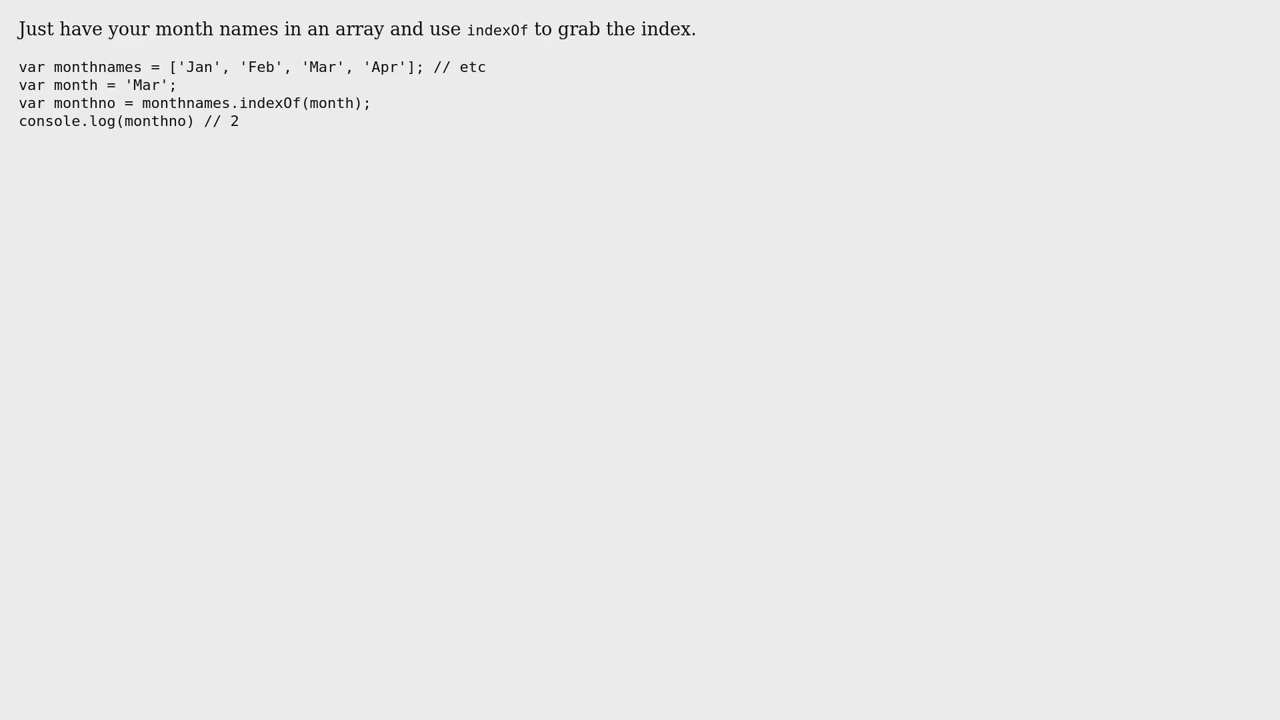 Just have your month names in an array and use indexOf to grab the index.
var monthnames = ['Jan', 'Feb', 'Mar', 'Apr']; // etc
var month = 'Mar';
var monthno = monthnames.indexOf(month);
console.log(monthno) // 2